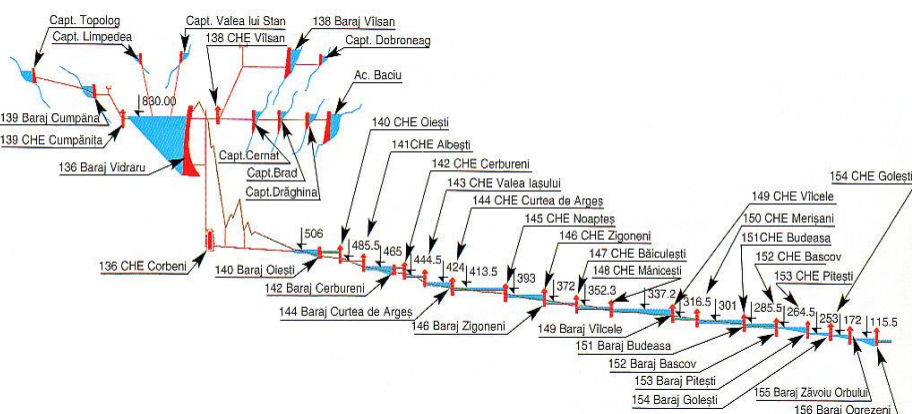 Capt. Topolog
Capt. Valea lui Stan
138 Baraj Vîlsan
Capt. Limpedea
138 CHE Vîlsan
Capt. Dobroneag
Ac. Baciu
830.00
139 Baraj Cumpăna
139 CHE Cumpănita
136 Baraj Vidraru
Capt.Cernat
Capt.Brad
Capt.Drăghina
140 CHE Oiești
141CHE Albești
142 CHE Cerbureni
143 CHE Valea Iasului
144 CHE Curtea de Argeș
145 CHE Noapteș
146 CHE Zigoneni
147 CHE Băiculești
148 CHE Mânicești
149 CHE Vîlcele
150 CHE Merișani
151CHE Budeasa
152 CHE Bascov
153 CHE Pitești
154 CHE Golești
506
485.5
465
444.5
424
413.5
393
372
352.3
337.2
316.5
301
285.5
264.5
253
172
115.5
136 CHE Corbeni
140 Baraj Oiești
142 Baraj Cerbureni
144 Baraj Curtea de Argeș
146 Baraj Zigoneni
149 Baraj Vîlcele
151 Baraj Budeasa
152 Baraj Bascov
153 Baraj Pitești
154 Baraj Golești
155 Baraj Zăvoiu Orbului
156 Baraj Ogrezeni